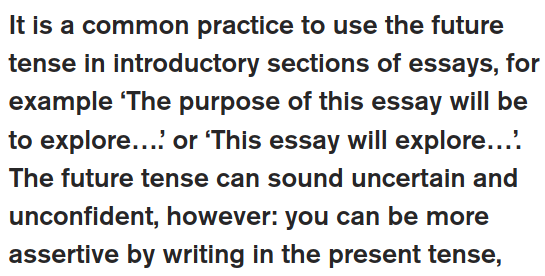 It is a common practice to use the future
tense in introductory sections of essays, for
example ‘The purpose of this essay will be
to explore….’ or ‘This essay will explore…’.
The future tense can sound uncertain and
unconfident, however: you can be more
assertive by writing in the present tense,